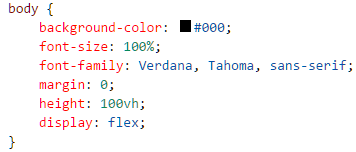 body {
    background-color: #000;
    font-size: 100%;
    font-family: Verdana, Tahoma, sans-serif;
    margin: 0;
    height: 100vh;
    display: flex;
}